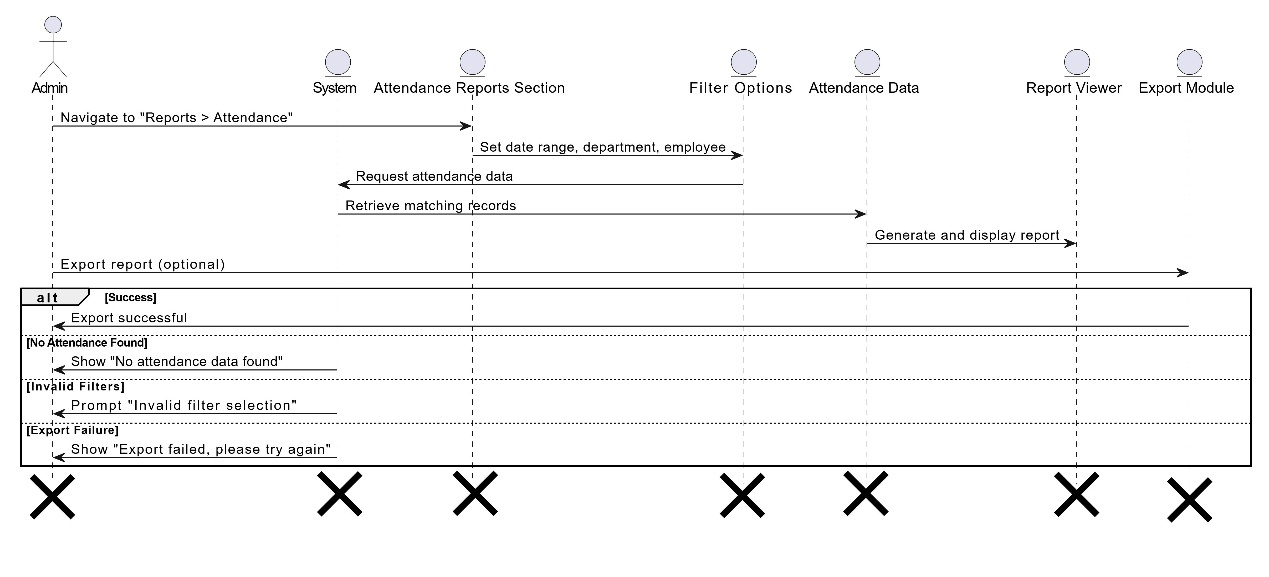 Admin
System
Attendance Reports Section
Filter Options
Attendance Data
Report Viewer
Export Module
Navigate to "Reports > Attendance"
Set date range, department, employee
Request attendance data
Retrieve matching records
Generate and display report
Export report (optional)
alt [Success]
Export successful
[No Attendance Found]
Show "No attendance data found"
[Invalid Filters]
Prompt "Invalid filter selection"
[Export Failure]
Show "Export failed, please try again"